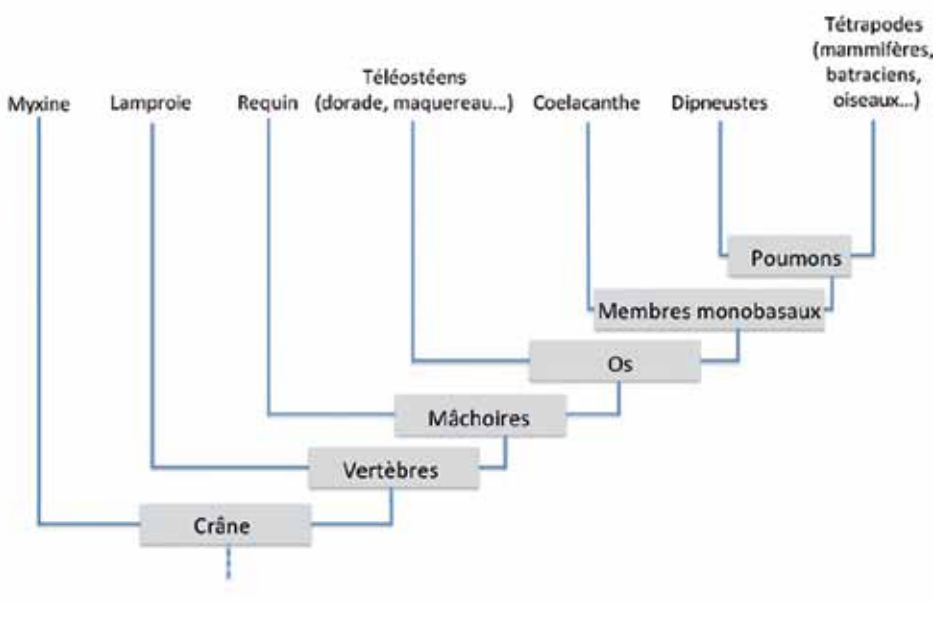 Tétrapodes
(mammifères,
batraciens,
oiseaux...)
Téléostéens
(dorade, maquereau...)
Myxine
Lamproie
Requin
Coelacanthe
Dipneustes
Poumons
Membres monobasaux
Os
Mâchoires
Vertèbres
Crâne